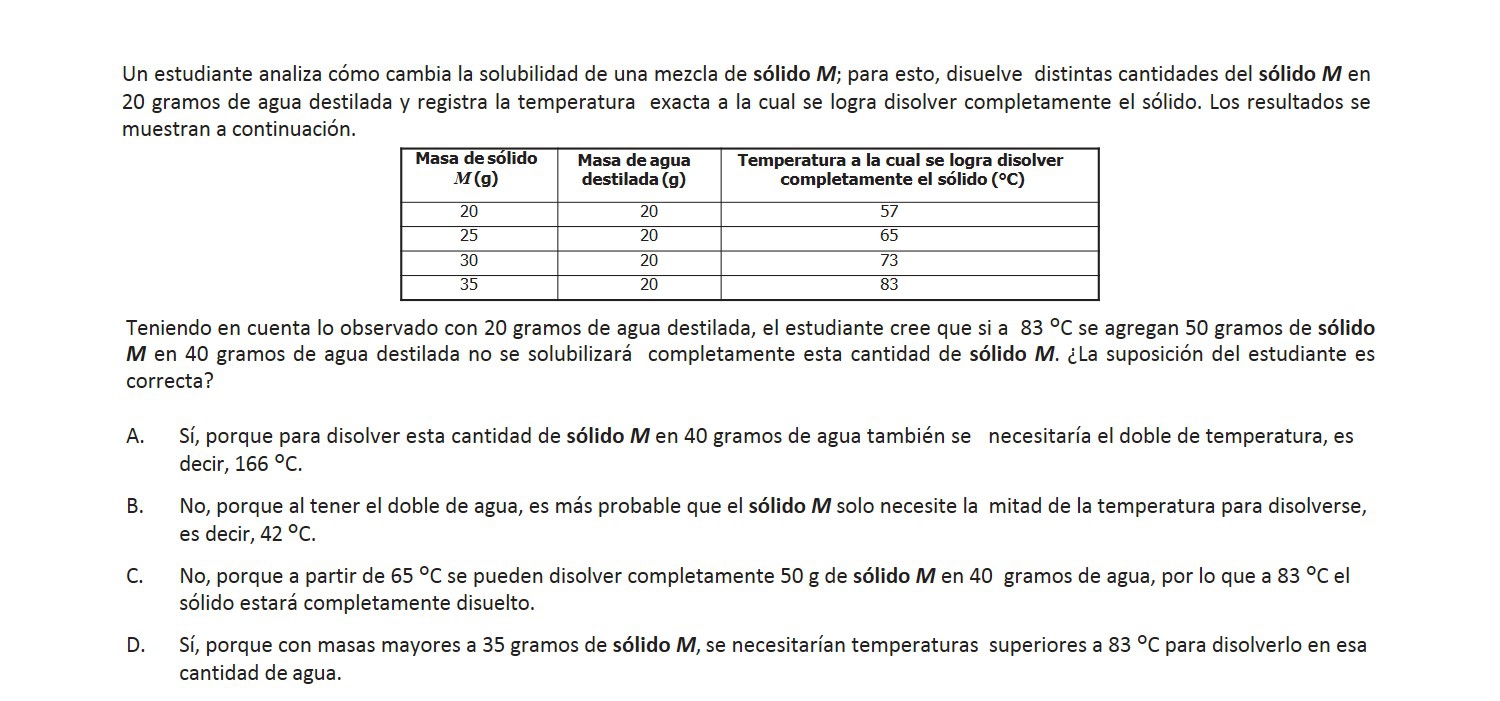 Un estudiante analiza cómo cambia la solubilidad de una mezcla de sólido M; para esto, disuelve distintas cantidades del sólido M en
20 gramos de agua destilada y registra la temperatura exacta a la cual se logra disolver completamente el sólido. Los resultados se
muestran a continuación.
Masa de sólido M (g) Masa de agua destilada (g) Temperatura a la cual se logra disolver completamente el sólido (°C)
20 20 57
25 20 65
30 20 73
35 20 83
Teniendo en cuenta lo observado con 20 gramos de agua destilada, el estudiante cree que si a 83 °C se agregan 50 gramos de sólido
M en 40 gramos de agua destilada no se solubilizará completamente esta cantidad de sólido M. ¿La suposición del estudiante es
correcta?
A. Sí, porque para disolver esta cantidad de sólido M en 40 gramos de agua también se necesitaría el doble de temperatura, es
decir, 166 °C.
B. No, porque al tener el doble de agua, es más probable que el sólido M solo necesite la mitad de la temperatura para disolverse,
es decir, 42 °C.
C. No, porque a partir de 65 °C se pueden disolver completamente 50 g de sólido M en 40 gramos de agua, por lo que a 83 °C el
sólido estará completamente disuelto.
D. Sí, porque con masas mayores a 35 gramos de sólido M, se necesitarían temperaturas superiores a 83 °C para disolverlo en esa
cantidad de agua.